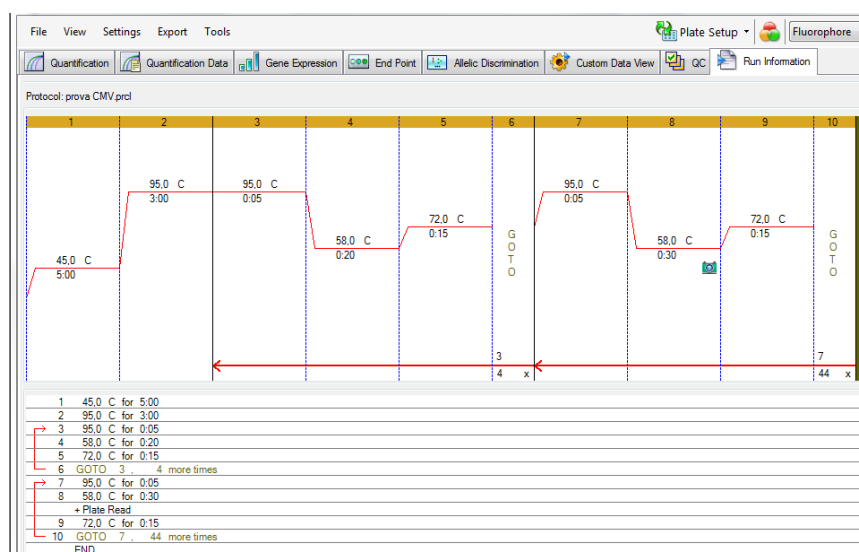 File View Settings Export Tools Plate Setup Fluorophore
Quantification Quantification Data Gene Expression End Point Allelic Discrimination Custom Data View QC Run Information
Protocol: prova CMV.prcl
1 2 3 4 5 6 7 8 9 10
95,0 C 95,0 C 95,0 C
3:00 0:05 0:05
72,0 C 72,0 C
0:15 0:15
58,0 C 58,0 C
0:20 0:30
GOTO GOTO
45,0 C
5:00
3 7
4 x 44 x
1 45,0 C for 5:00
2 95,0 C for 3:00
3 95,0 C for 0:05
4 58,0 C for 0:20
5 72,0 C for 0:15
6 GOTO 3 , 4 more times
7 95,0 C for 0:05
8 58,0 C for 0:30
+ Plate Read
9 72,0 C for 0:15
10 GOTO 7 , 44 more times
END